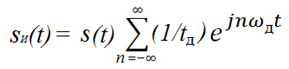 sи(t) = s(t) ∑_{n=−∞}^{∞} (1/tд) e^{jnωдt}